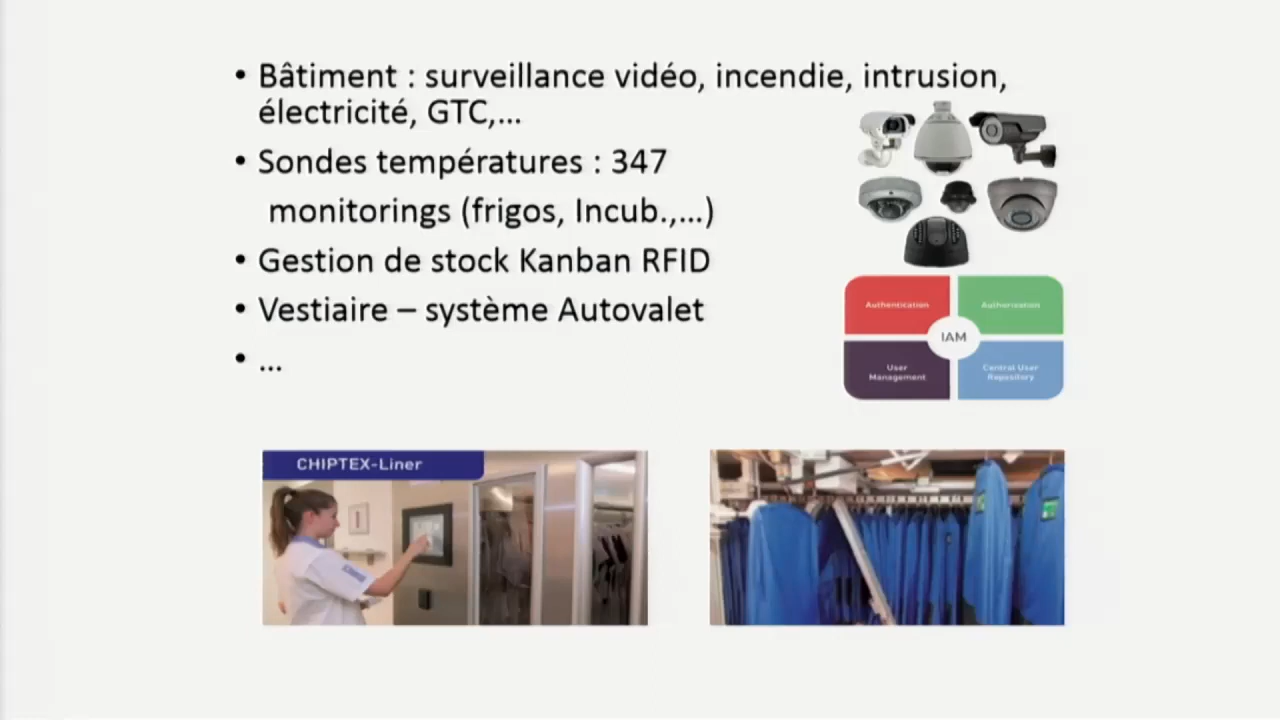 • Bâtiment : surveillance vidéo, incendie, intrusion,
électricité, GTC,...
• Sondes températures : 347
monitorings (frigos, Incub.,...)
• Gestion de stock Kanban RFID
• Vestiaire – système Autovalet
• ...
Authentication
Authorization
IAM
User
Management
Central User
Repository
CHIPTEX-Liner